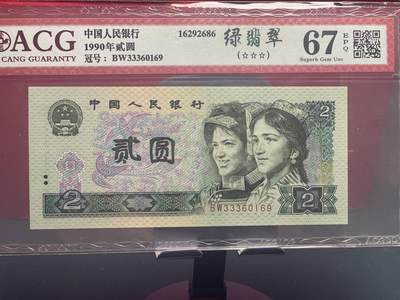 ACG
CANG GUARANTY
中国人民银行
1990年贰圆
冠号：BW33360169
16292686
绿翡翠
(☆☆☆)
67 EPQ
Superb Gem Unc
中国人民银行
2
贰圆
BW33360169
2
2